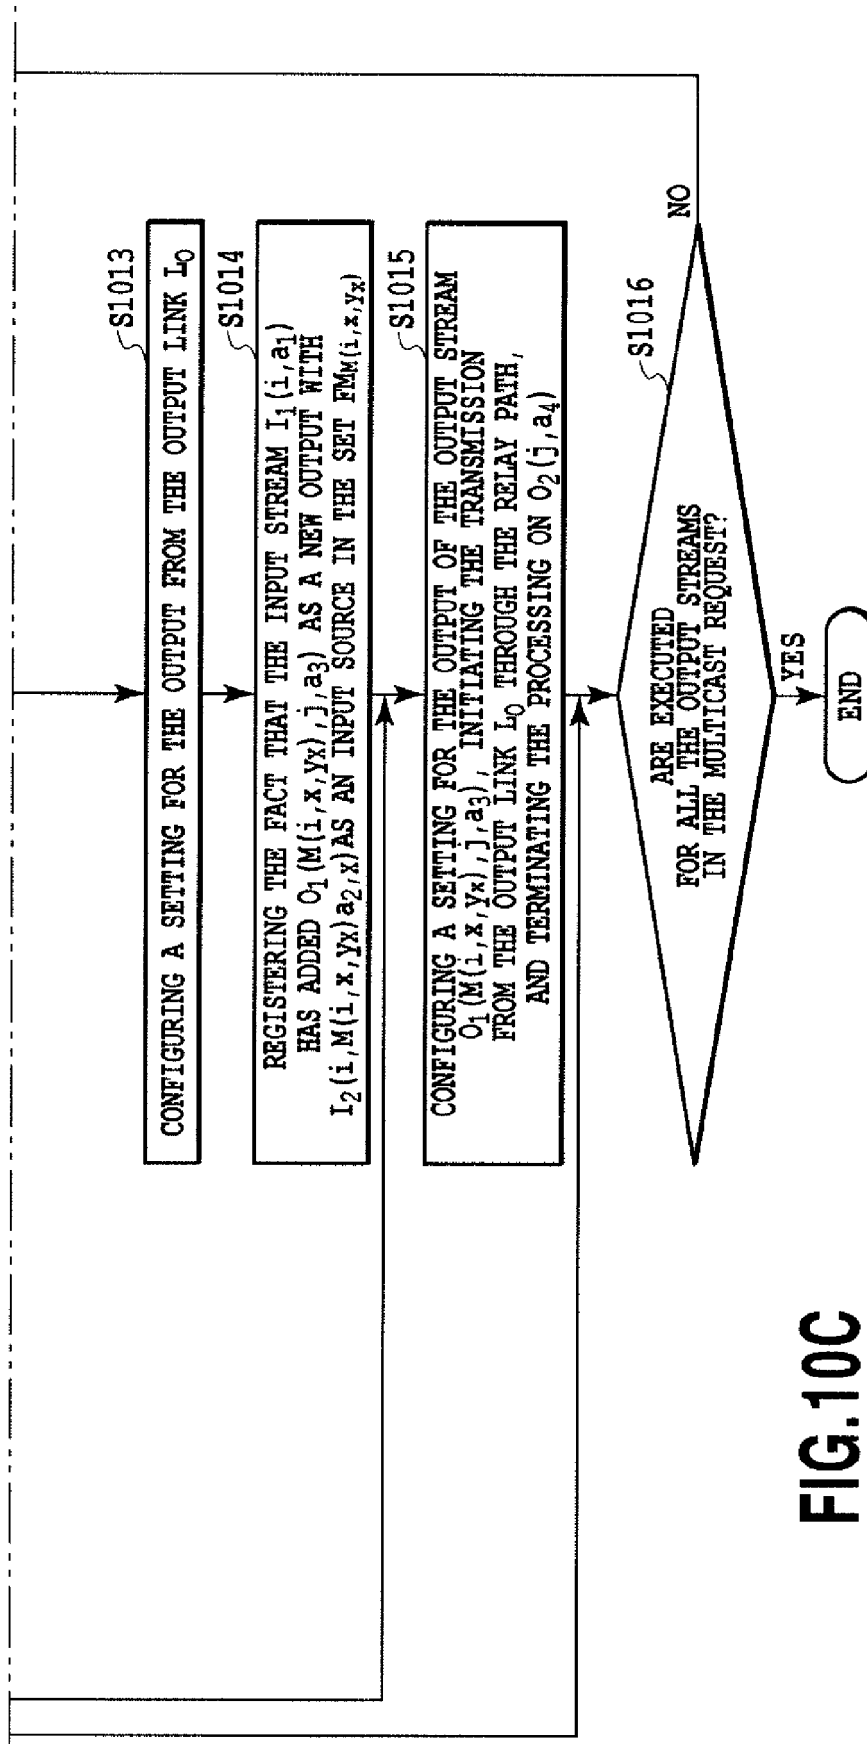 S1013
CONFIGURING A SETTING FOR THE OUTPUT FROM THE OUTPUT LINK L₀
S1014
REGISTERING THE FACT THAT THE INPUT STREAM I₁(i,a₁)
HAS ADDED O₁(M(i,x,yₓ),j,a₃) AS A NEW OUTPUT WITH
I₂(i,M(i,x,yₓ)a₂,x)AS AN INPUT SOURCE IN THE SET FM_M(i,x,yₓ)
S1015
CONFIGURING A SETTING FOR THE OUTPUT OF THE OUTPUT STREAM
O₁(M(i,x,yₓ),j,a₃), INITIATING THE TRANSMISSION
FROM THE OUTPUT LINK L₀ THROUGH THE RELAY PATH,
AND TERMINATING THE PROCESSING ON O₂(j,a₄)
S1016
ARE EXECUTED
FOR ALL THE OUTPUT STREAMS
IN THE MULTICAST REQUEST?
NO
YES
END
FIG.10C